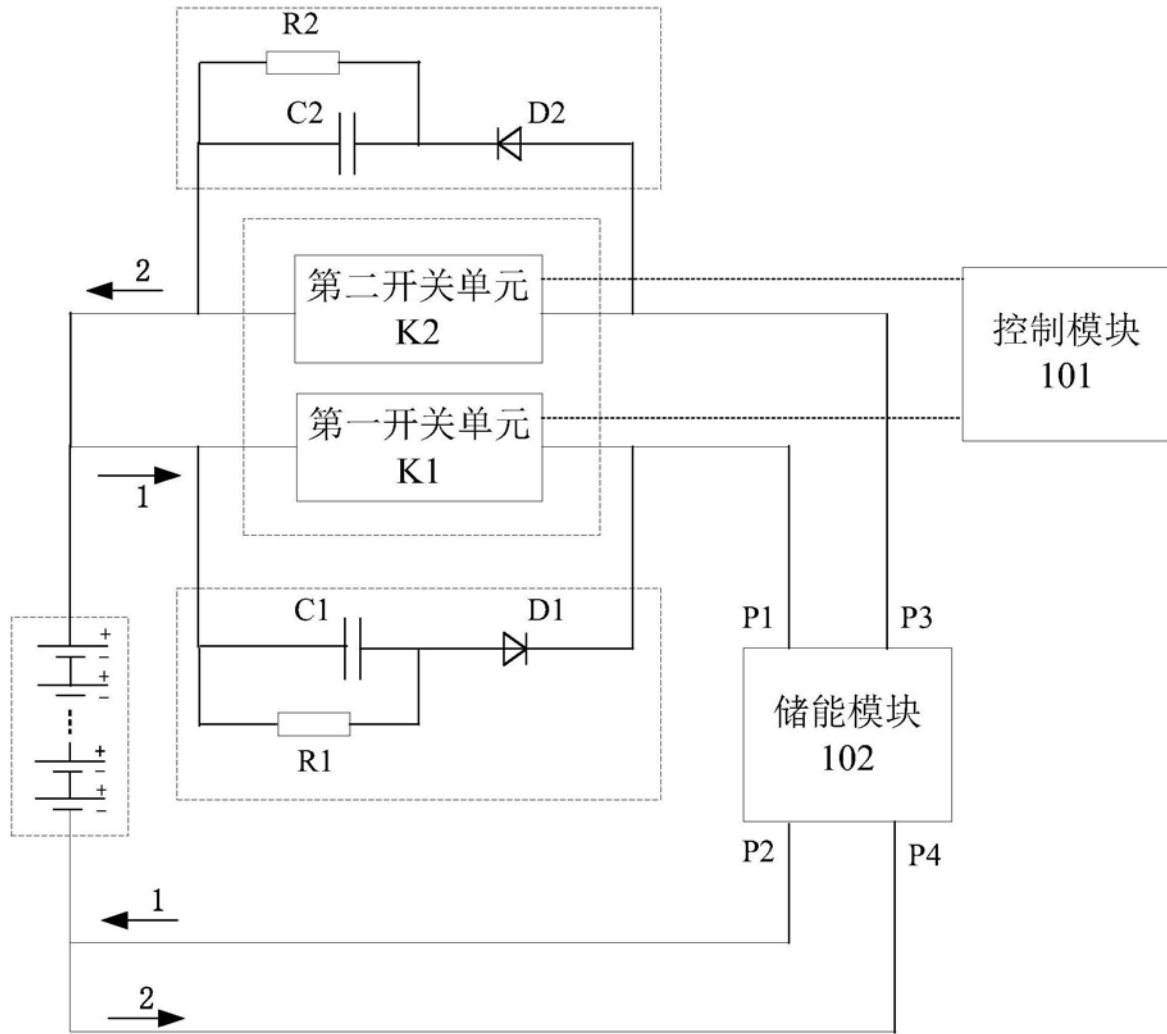 R2
C2
D2
2
第二开关单元
K2
控制模块
101
第一开关单元
K1
1
C1
D1
P1
P3
+
−
+
−
储能模块
102
R1
+
−
+
−
P2
P4
1
2